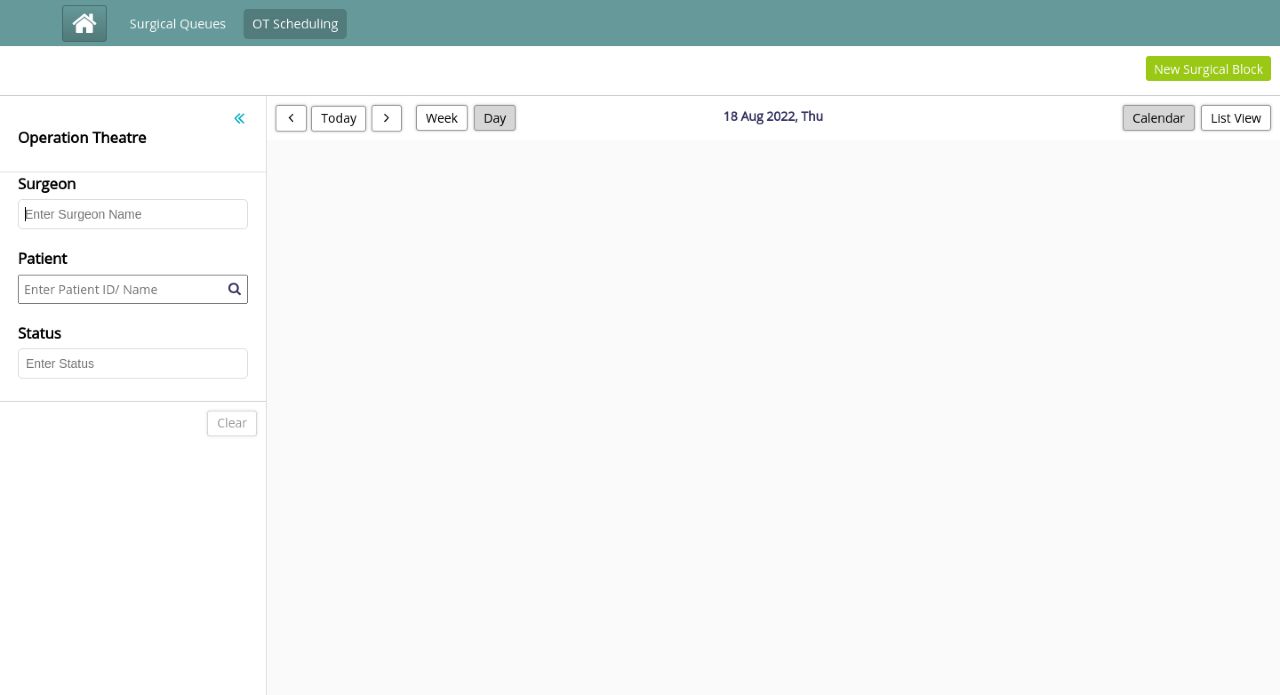 Surgical Queues
OT Scheduling
New Surgical Block
Operation Theatre
Surgeon
Enter Surgeon Name
Patient
Enter Patient ID/ Name
Status
Enter Status
Clear
Today
Week
Day
18 Aug 2022, Thu
Calendar
List View